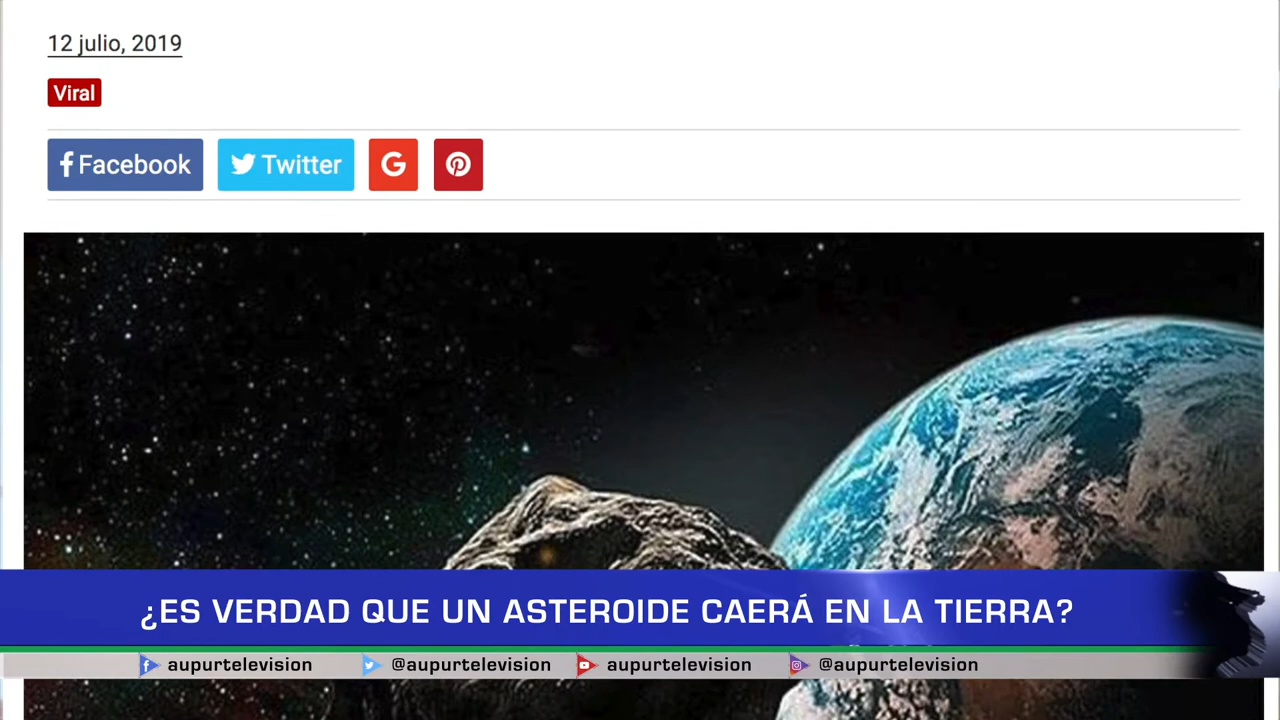 12 julio, 2019
Viral
Facebook Twitter
¿ES VERDAD QUE UN ASTEROIDE CAERÁ EN LA TIERRA?
aupurtelevision @aupurtelevision aupurtelevision @aupurtelevision